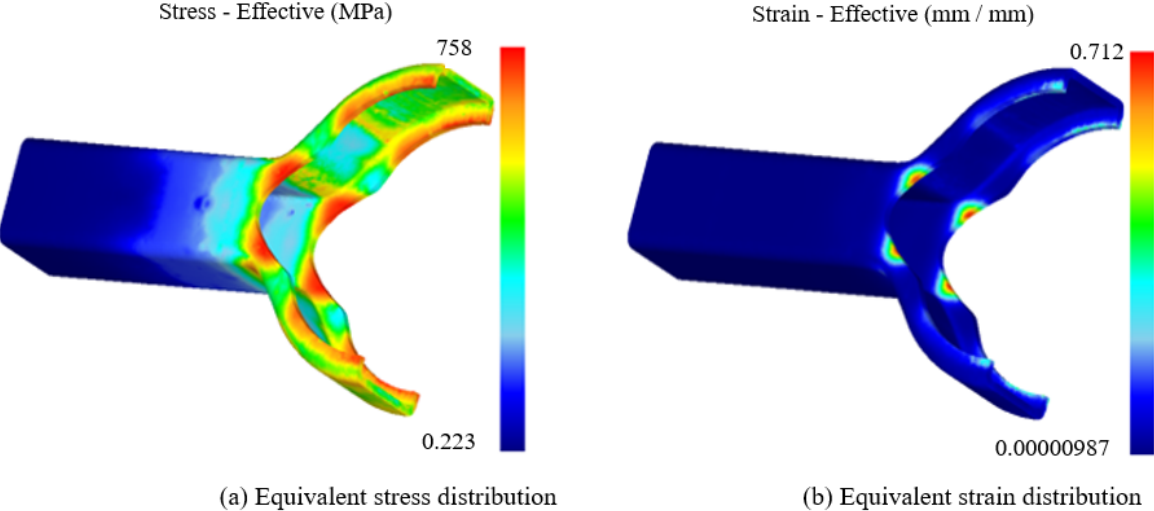 Stress - Effective (MPa)
758
0.223
(a) Equivalent stress distribution
Strain - Effective (mm / mm)
0.712
0.00000987
(b) Equivalent strain distribution